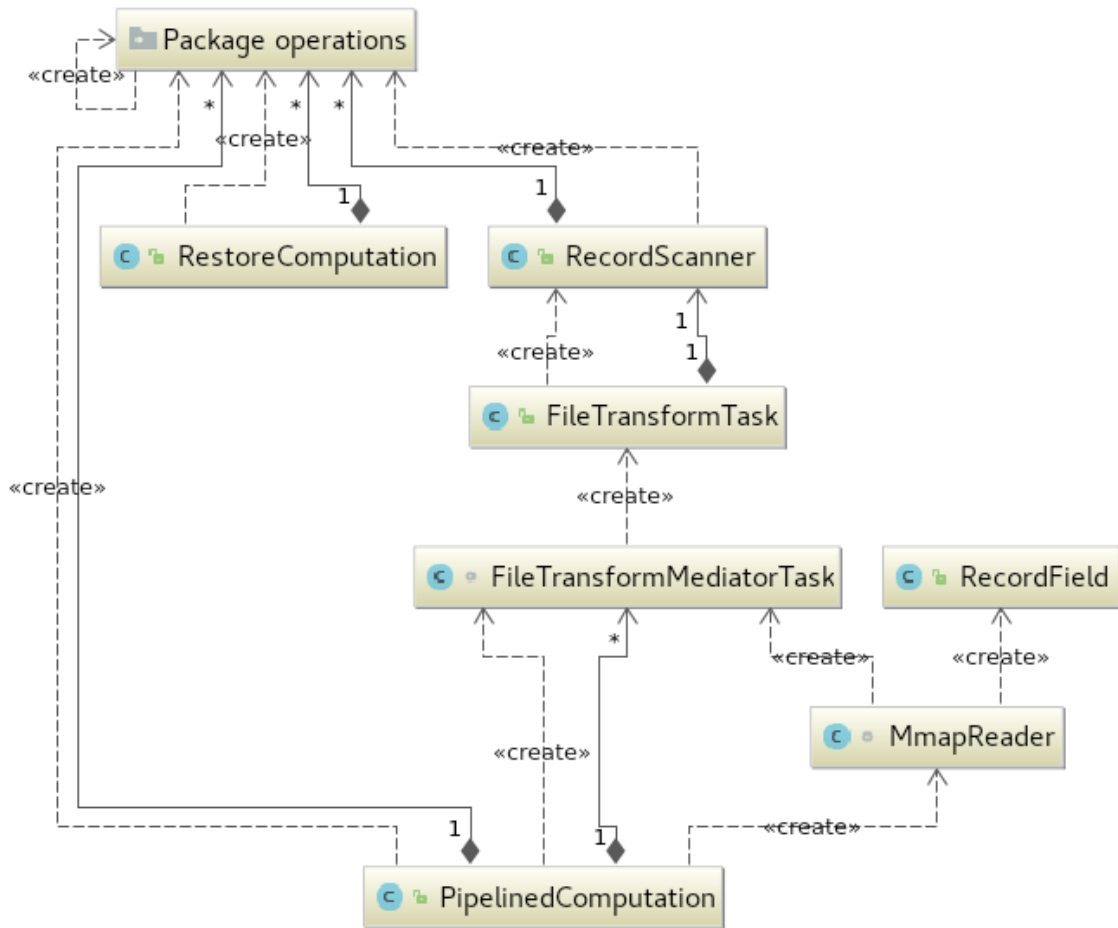 Package operations
«create»
* * *
«create»
«create»
1 1
C RestoreComputation
C RecordScanner
1
«create» 1
C FileTransformTask
«create»
«create»
C FileTransformMediatorTask
C RecordField
*
«create»
«create»
C MmapReader
«create»
1 1 «create»
C PipelinedComputation